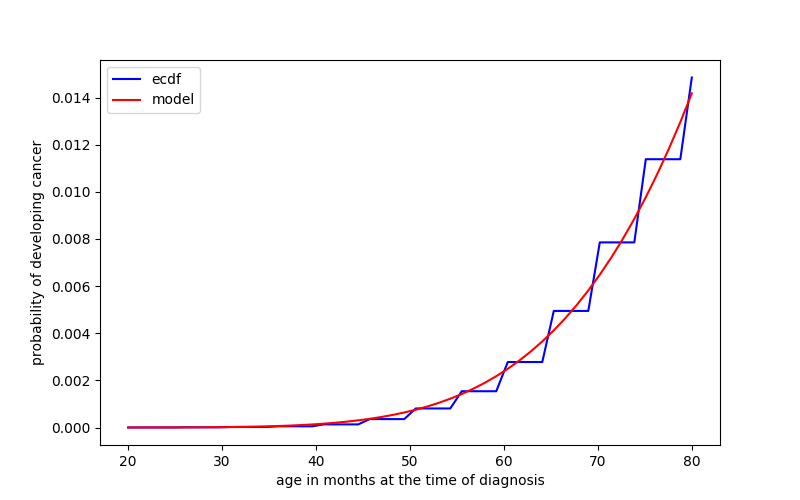 ecdf
model
0.014
0.012
0.010
0.008
0.006
0.004
0.002
0.000
probability of developing cancer
20 30 40 50 60 70 80
age in months at the time of diagnosis